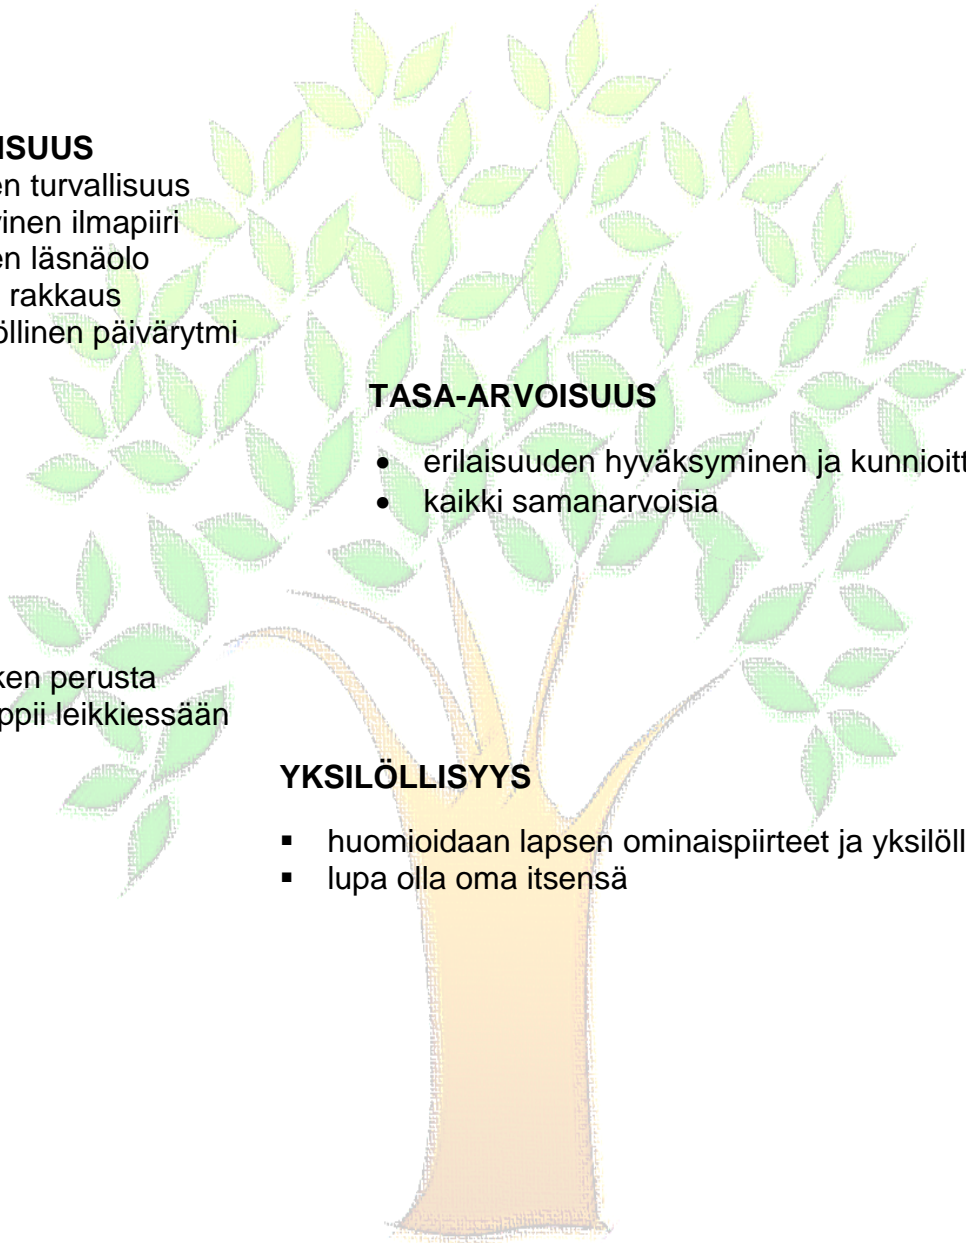 ISUUS
en turvallisuus
vinen ilmapiiri
en läsnäolo
rakkaus
öllinen päivärytmi
TASA-ARVOISUUS
• erilaisuuden hyväksyminen ja kunnioitt
• kaikki samanarvoisia
ken perusta
ppii leikkiessään
YKSILÖLLISYYS
▪ huomioidaan lapsen ominaispiirteet ja yksilöll
▪ lupa olla oma itsensä